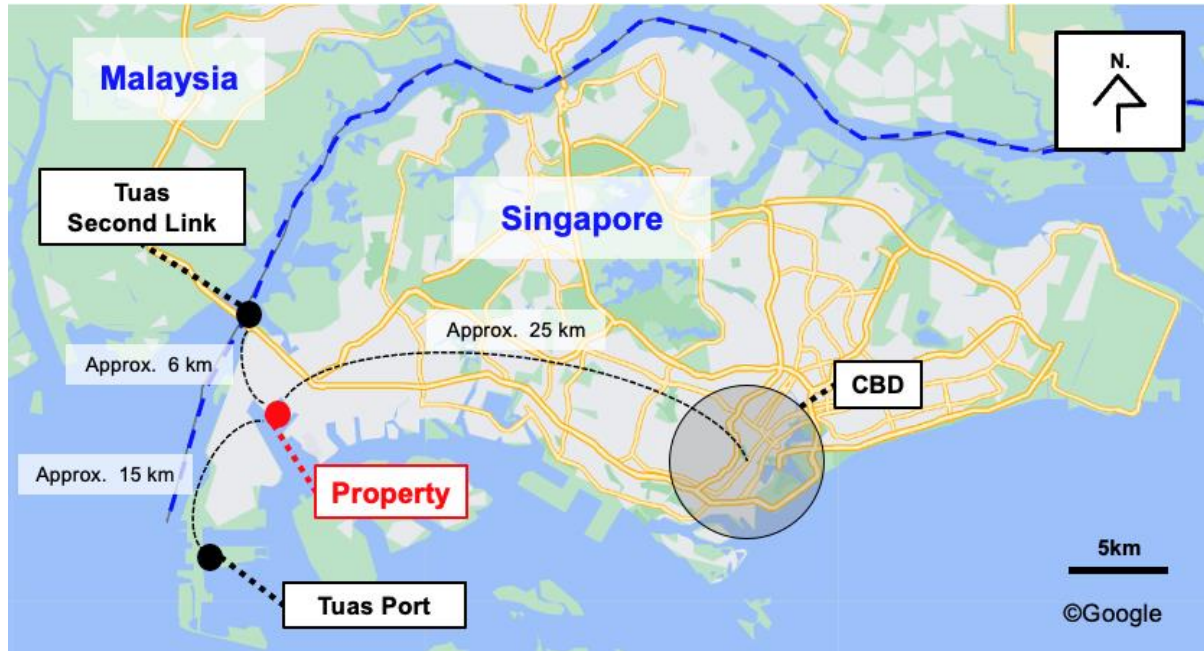 Malaysia
N.
Tuas
Second Link
Singapore
Approx. 25 km
Approx. 6 km
CBD
Approx. 15 km
Property
5km
Tuas Port
©Google